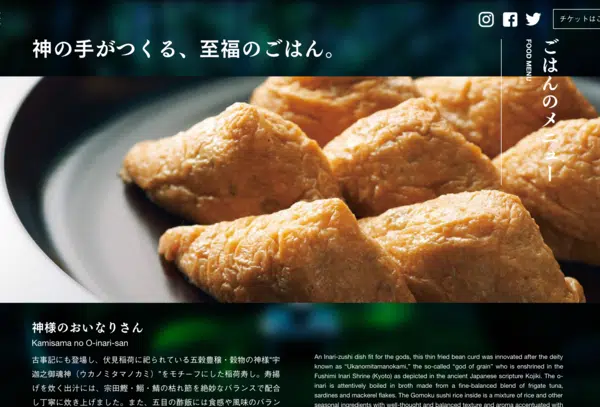 チケットはこ
神の手がつくる、至福のごはん。
ごはんのメニュー
FOOD MENU
神様のおいなりさん
Kamisama no O-inari-san
古事記にも登場し、伏見稲荷に祀られている五穀豊穣・穀物の神様"宇
迦之御魂神（ウカノミタマノカミ）"をモチーフにした稲荷寿し。寿揚
げを炊く出汁には、宗田鰹・鰯・鯖の枯れ節を絶妙なバランスで配合
し丁寧に炊き上げました。また、五目の酢飯には食感や風味のバラン
An Inari-zushi dish fit for the gods, this thin fried bean curd was innovated after the deity
known as "Ukanomitamanokami," the so-called "god of grain" who is enshrined in the
Fushimi Inari Shrine (Kyoto) as depicted in the ancient Japanese scripture Kojiki. The o-
inari is attentively boiled in broth made from a fine-balanced blend of frigate tuna,
sardines and mackerel flakes. The Gomoku sushi rice inside is a mixture of rice and other
seasonal ingredients with well-thought and balanced texture and aroma accentuated with